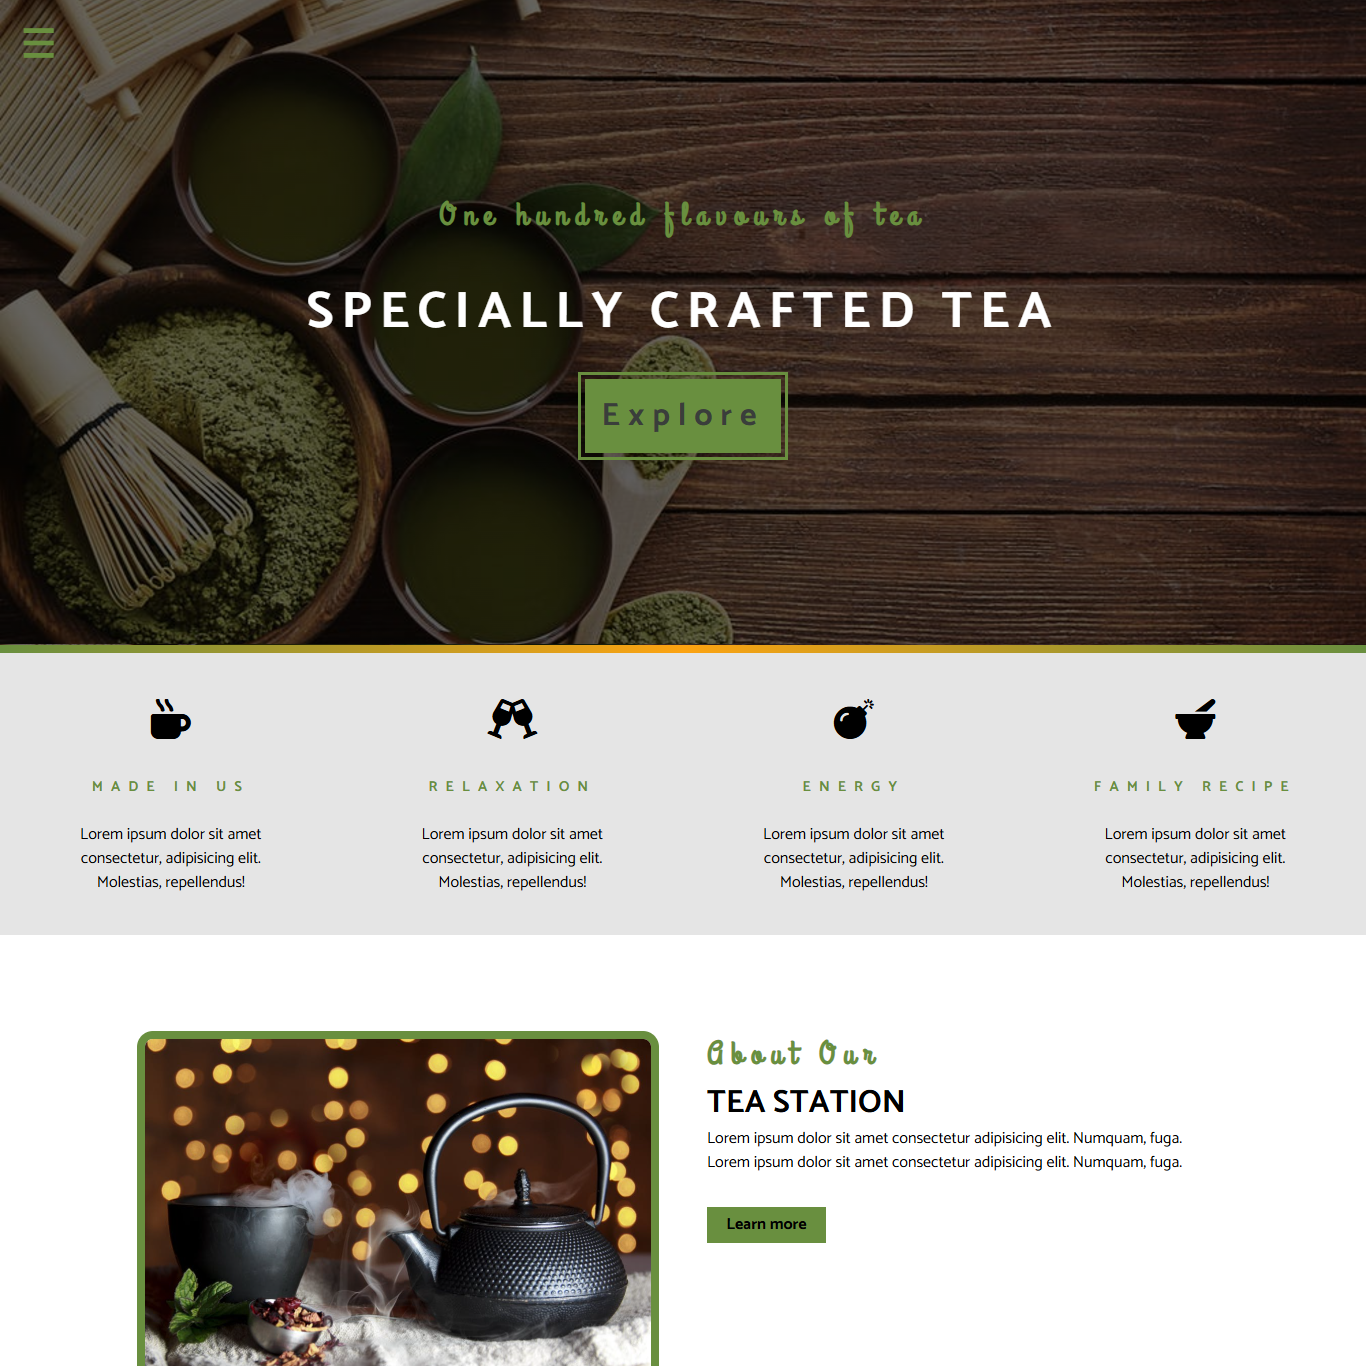 One hundred flavours of tea
SPECIALLY CRAFTED TEA
Explore
MADE IN US
Lorem ipsum dolor sit amet
consectetur, adipisicing elit.
Molestias, repellendus!
RELAXATION
Lorem ipsum dolor sit amet
consectetur, adipisicing elit.
Molestias, repellendus!
ENERGY
Lorem ipsum dolor sit amet
consectetur, adipisicing elit.
Molestias, repellendus!
FAMILY RECIPE
Lorem ipsum dolor sit amet
consectetur, adipisicing elit.
Molestias, repellendus!
About Our
TEA STATION
Lorem ipsum dolor sit amet consectetur adipisicing elit. Numquam, fuga.
Lorem ipsum dolor sit amet consectetur adipisicing elit. Numquam, fuga.
Learn more